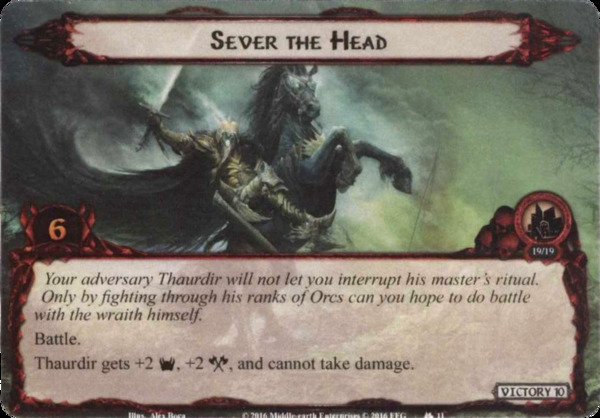 SEVER THE HEAD
6
19/19
Your adversary Thaurdir will not let you interrupt his master's ritual.
Only by fighting through his ranks of Orcs can you hope to do battle
with the wraith himself.
Battle.
Thaurdir gets +2 , +2 , and cannot take damage.
VICTORY 10
Illus. Alex Boca © 2016 Middle-earth Enterprises © 2016 FFG 11